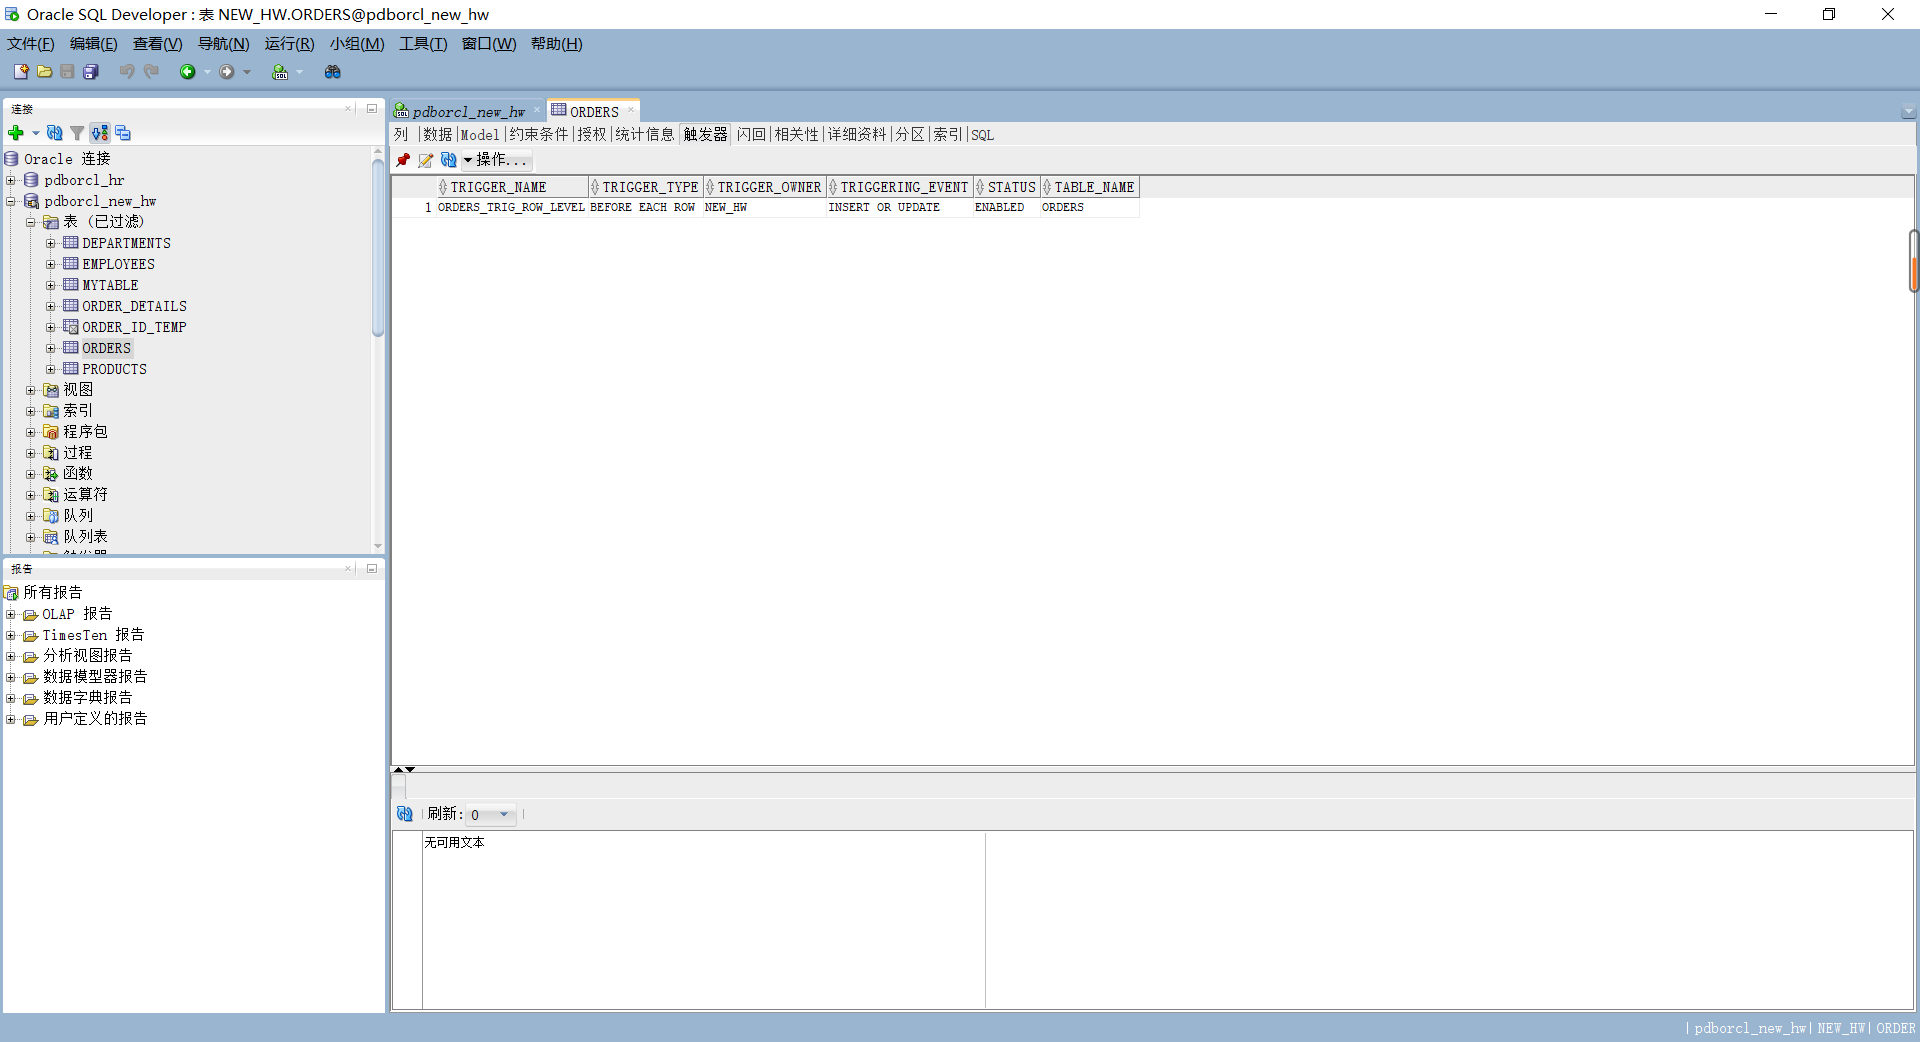 Oracle SQL Developer : 表 NEW_HW.ORDERS@pdborcl_new_hw
文件(F) 编辑(E) 查看(V) 导航(N) 运行(R) 小组(M) 工具(T) 窗口(W) 帮助(H)
连接
Oracle 连接
pdborcl_hr
pdborcl_new_hw
表 (已过滤)
DEPARTMENTS
EMPLOYEES
MYTABLE
ORDER_DETAILS
ORDER_ID_TEMP
ORDERS
PRODUCTS
视图
索引
程序包
过程
函数
运算符
队列
队列表
触发器
报告
所有报告
OLAP 报告
TimesTen 报告
分析视图报告
数据模型器报告
数据字典报告
用户定义的报告
pdborcl_new_hw ORDERS
列 数据 Model 约束条件 授权 统计信息 触发器 闪回 相关性 详细资料 分区 索引 SQL
操作...
TRIGGER_NAME TRIGGER_TYPE TRIGGER_OWNER TRIGGERING_EVENT STATUS TABLE_NAME
1 ORDERS_TRIG_ROW_LEVEL BEFORE EACH ROW NEW_HW INSERT OR UPDATE ENABLED ORDERS
刷新: 0
无可用文本
pdborcl_new_hw NEW_HW ORDER